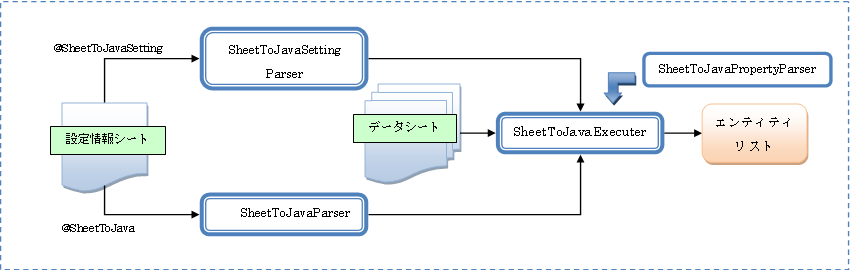 @SheetToJavaSetting
SheetToJavaSetting
Parser
SheetToJavaPropertyParser
設定情報シート
データシート
SheetToJavaExecuter
エンティティ
リスト
SheetToJavaParser
@SheetToJava